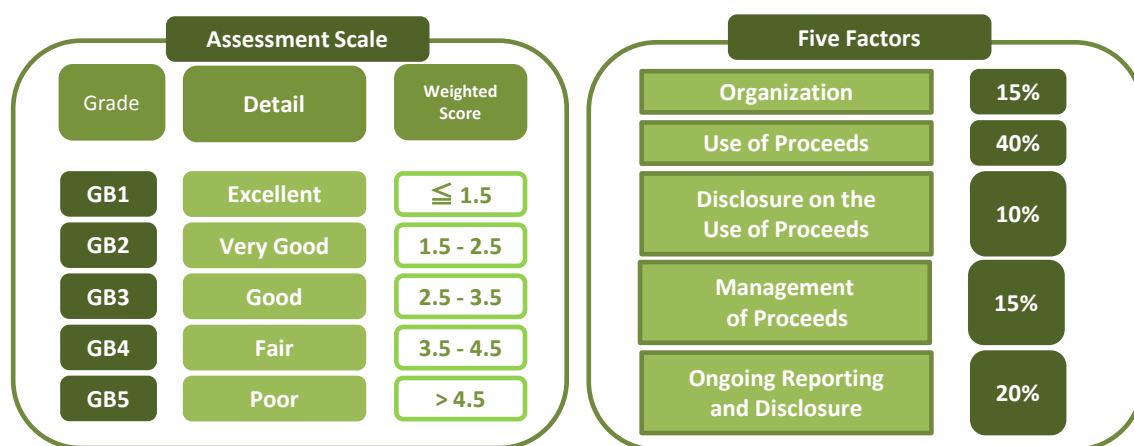 Assessment Scale
Grade
Detail
Weighted
Score
GB1
Excellent
≦ 1.5
GB2
Very Good
1.5 - 2.5
GB3
Good
2.5 - 3.5
GB4
Fair
3.5 - 4.5
GB5
Poor
> 4.5
Five Factors
Organization
15%
Use of Proceeds
40%
Disclosure on the
Use of Proceeds
10%
Management
of Proceeds
15%
Ongoing Reporting
and Disclosure
20%